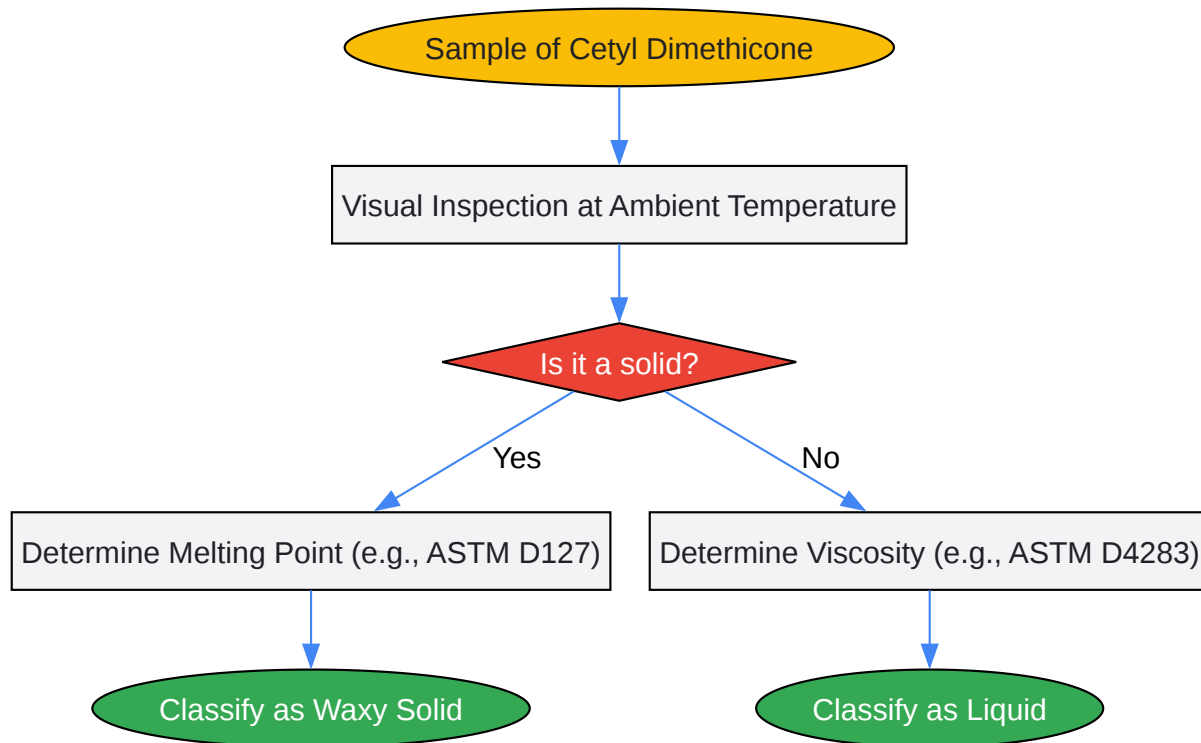 Sample of Cetyl Dimethicone
Visual Inspection at Ambient Temperature
Is it a solid?
Yes
No
Determine Melting Point (e.g., ASTM D127)
Determine Viscosity (e.g., ASTM D4283)
Classify as Waxy Solid
Classify as Liquid